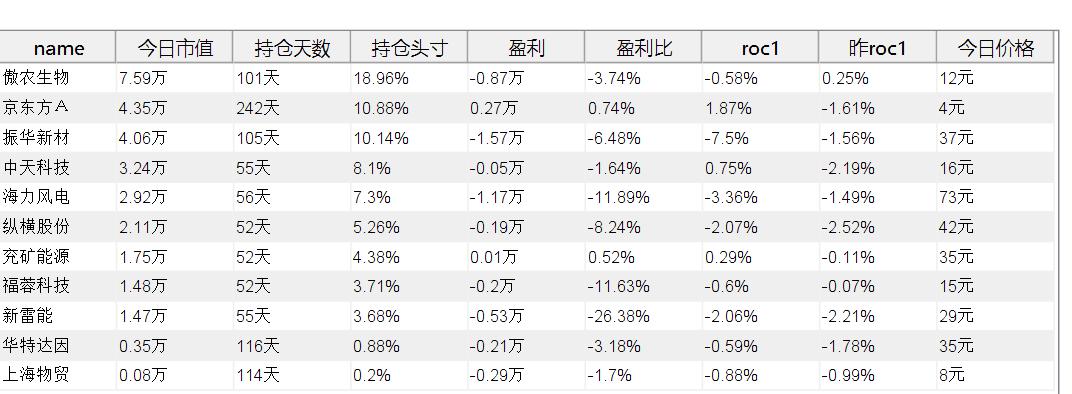 name 今日市值 持仓天数 持仓头寸 盈利 盈利比 roc1 昨roc1 今日价格
傲农生物 7.59万 101天 18.96% -0.87万 -3.74% -0.58% 0.25% 12元
京东方Ａ 4.35万 242天 10.88% 0.27万 0.74% 1.87% -1.61% 4元
振华新材 4.06万 105天 10.14% -1.57万 -6.48% -7.5% -1.56% 37元
中天科技 3.24万 55天 8.1% -0.05万 -1.64% 0.75% -2.19% 16元
海力风电 2.92万 56天 7.3% -1.17万 -11.89% -3.36% -1.49% 73元
纵横股份 2.11万 52天 5.26% -0.19万 -8.24% -2.07% -2.52% 42元
兖矿能源 1.75万 52天 4.38% 0.01万 0.52% 0.29% -0.11% 35元
福蓉科技 1.48万 52天 3.71% -0.2万 -11.63% -0.6% -0.07% 15元
新雷能 1.47万 55天 3.68% -0.53万 -26.38% -2.06% -2.21% 29元
华特达因 0.35万 116天 0.88% -0.21万 -3.18% -0.59% -1.78% 35元
上海物贸 0.08万 114天 0.2% -0.29万 -1.7% -0.88% -0.99% 8元